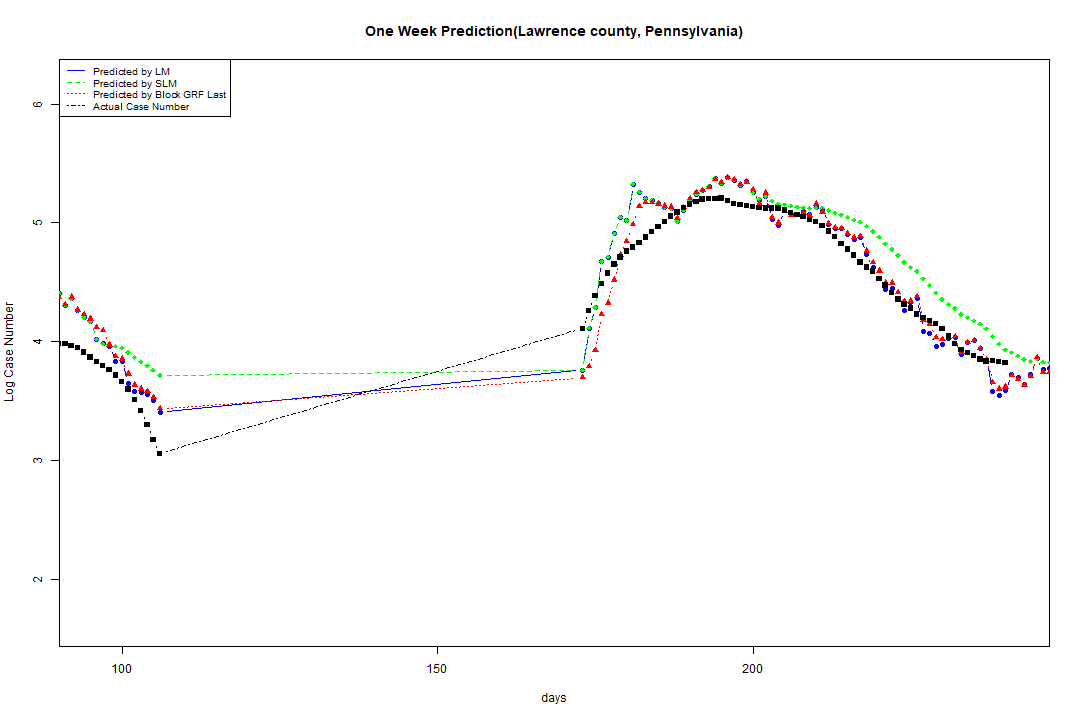 One Week Prediction(Lawrence county, Pennsylvania)
Predicted by LM
Predicted by SLM
Predicted by Block GRF Last
Actual Case Number
6
5
4
3
2
Log Case Number
100
150
200
days